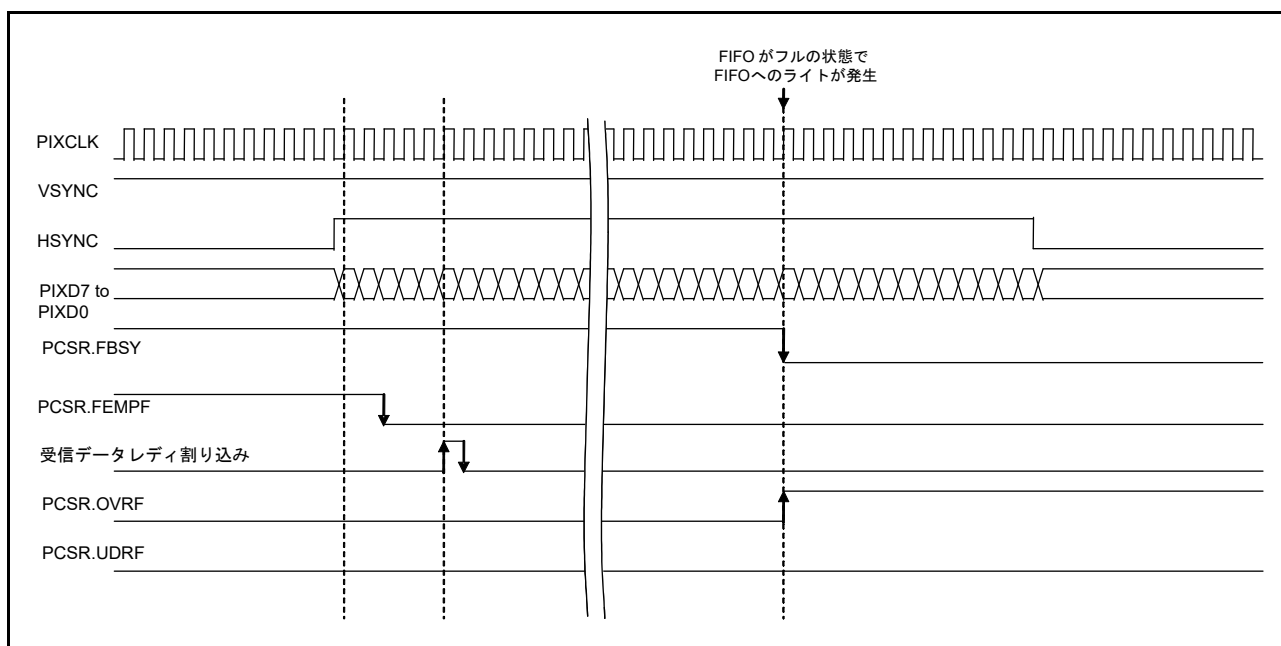 FIFO がフルの状態で
FIFOへのライトが発生
PIXCLK
VSYNC
HSYNC
PIXD7 to
PIXD0
PCSR.FBSY
PCSR.FEMPF
受信データレディ割り込み
PCSR.OVRF
PCSR.UDRF